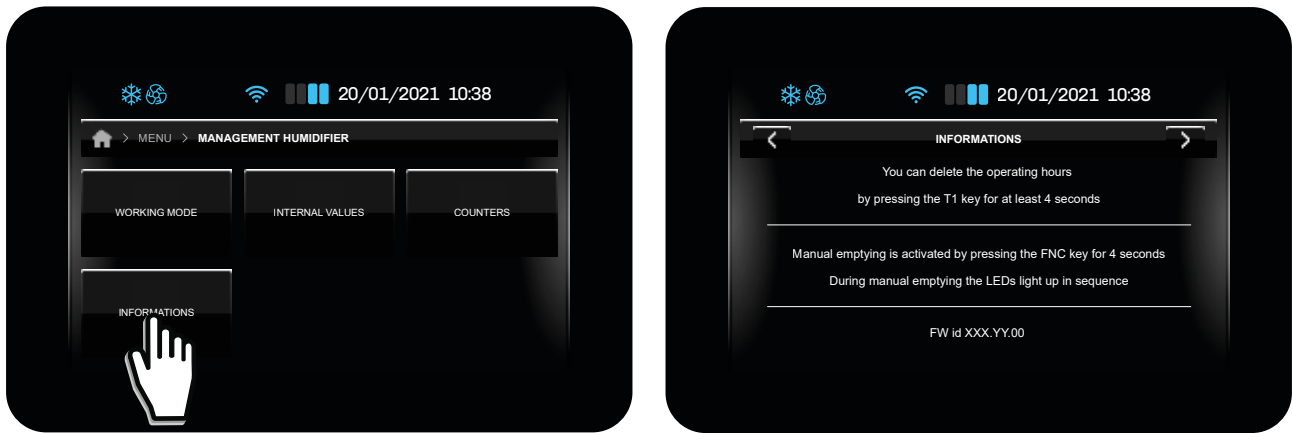 20/01/2021 10:38
> MENU > MANAGEMENT HUMIDIFIER
WORKING MODE
INTERNAL VALUES
COUNTERS
INFORMATIONS
20/01/2021 10:38
< INFORMATIONS >
You can delete the operating hours
by pressing the T1 key for at least 4 seconds
Manual emptying is activated by pressing the FNC key for 4 seconds
During manual emptying the LEDs light up in sequence
FW id XXX.YY.00